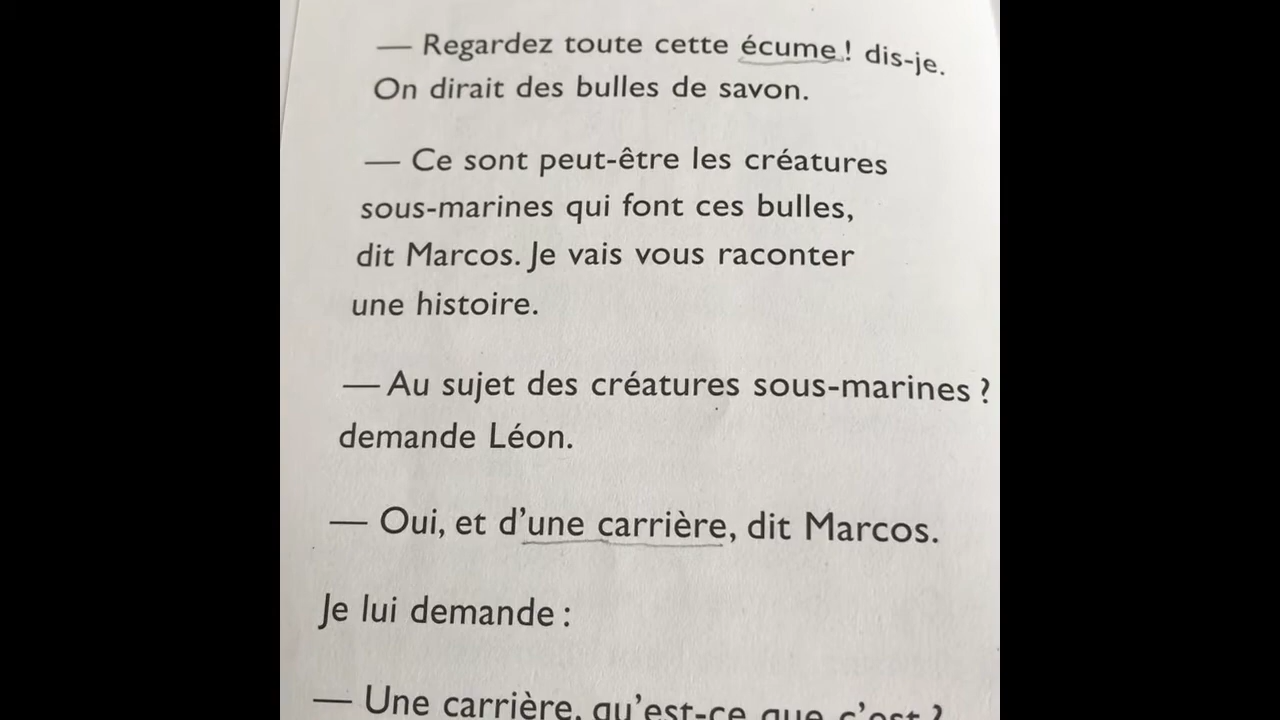 — Regardez toute cette écume ! dis-je.
On dirait des bulles de savon.
— Ce sont peut-être les créatures
sous-marines qui font ces bulles,
dit Marcos. Je vais vous raconter
une histoire.
— Au sujet des créatures sous-marines ?
demande Léon.
— Oui, et d’une carrière, dit Marcos.
Je lui demande :
— Une carrière, qu’est-ce que c’est ?